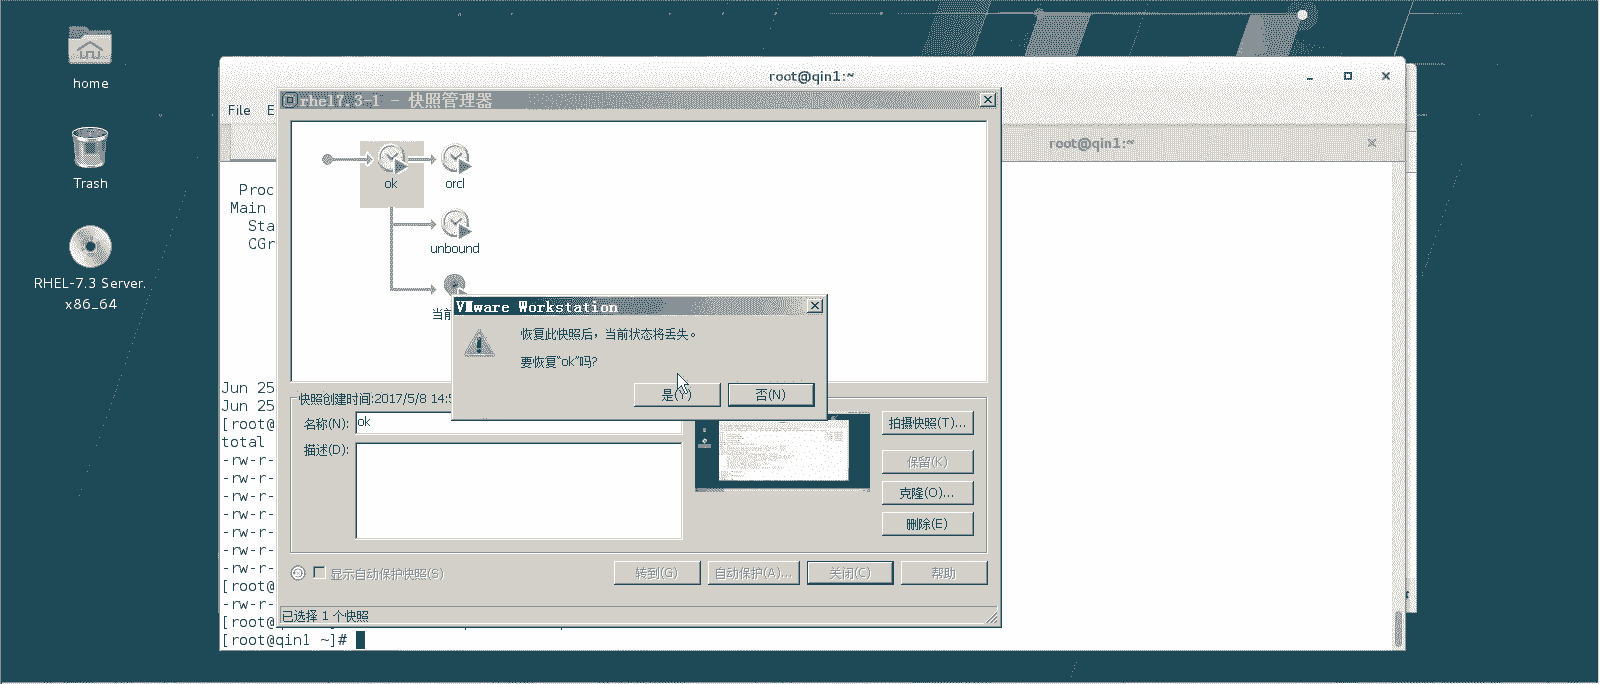 root@qin1:~
home
File E
rhel7.3-1 - 快照管理器
root@qin1:~
Trash
ok
orcl
Proc
Main
Sta
CGr
unbound
RHEL-7.3 Server.
x86_64
当前
VMware Workstation
恢复此快照后，当前状态将丢失。
要恢复“ok”吗?
是(Y)
否(N)
Jun 25
Jun 25
快照创建时间:2017/5/8 14:5
[root@
名称(N): ok
拍摄快照(T)...
total
描述(D):
-rw-r-
保留(K)
-rw-r-
-rw-r-
克隆(O)...
-rw-r-
删除(E)
-rw-r-
-rw-r-
-rw-r-
显示自动保护快照(S)
转到(G)
自动保护(A)...
关闭(C)
帮助
[root@
-rw-r-
已选择 1 个快照
[root@
[root@qin1 ~]#